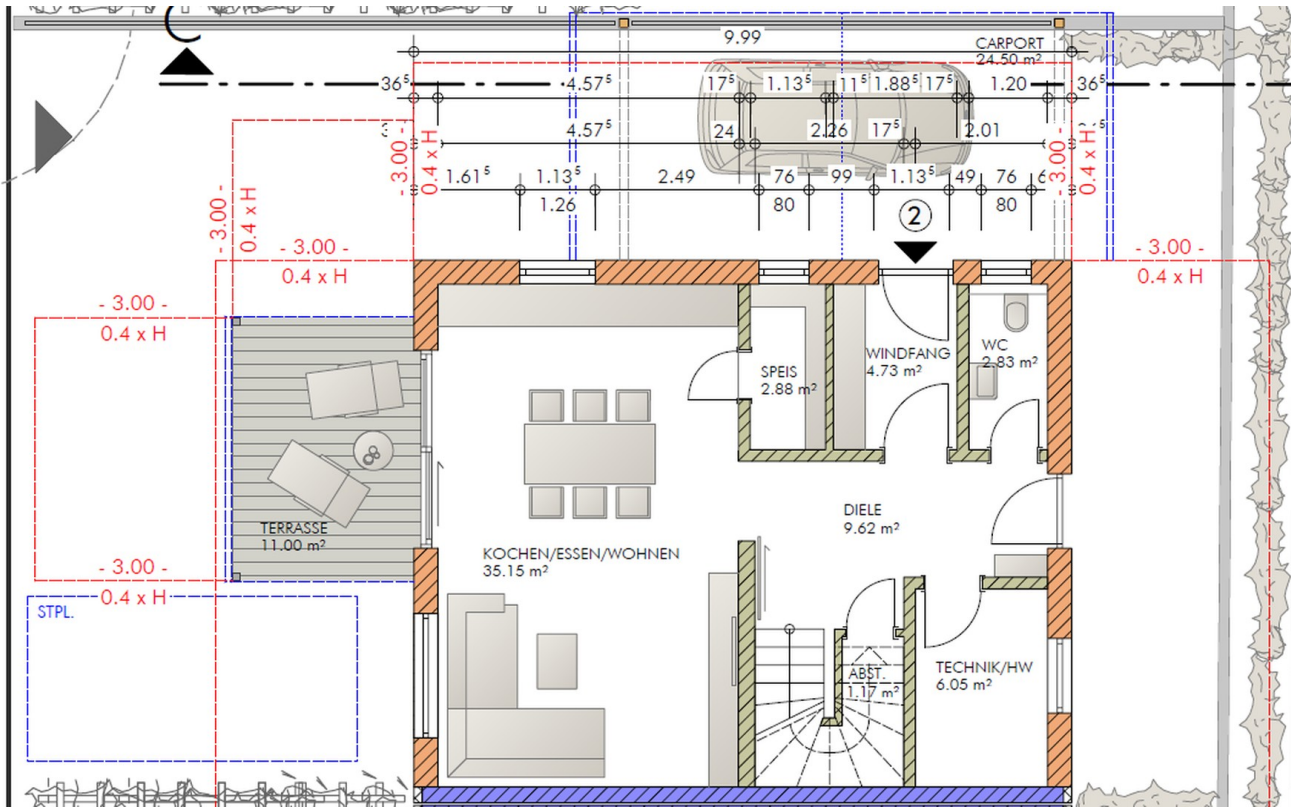 9.99
CARPORT
24.50 m²
36⁵ 4.57⁵ 17⁵ 1.13⁵ 11⁵ 1.88⁵ 17⁵ 1.20 36⁵
4.57⁵ 24 2.26 17⁵ 2.01
1.61⁵ 1.13⁵ 2.49 76 99 1.13⁵ 49 76
1.26 80 80
2
- 3.00 -
0.4 x H
- 3.00 -
0.4 x H
- 3.00 -
0.4 x H
- 3.00 -
0.4 x H
- 3.00 -
0.4 x H
- 3.00 -
0.4 x H
- 3.00 -
0.4 x H
WINDFANG
4.73 m²
WC
2.83 m²
SPEIS
2.88 m²
DIELE
9.62 m²
TERRASSE
11.00 m²
KOCHEN/ESSEN/WOHNEN
35.15 m²
STPL.
ABST.
1.17 m²
TECHNIK/HW
6.05 m²